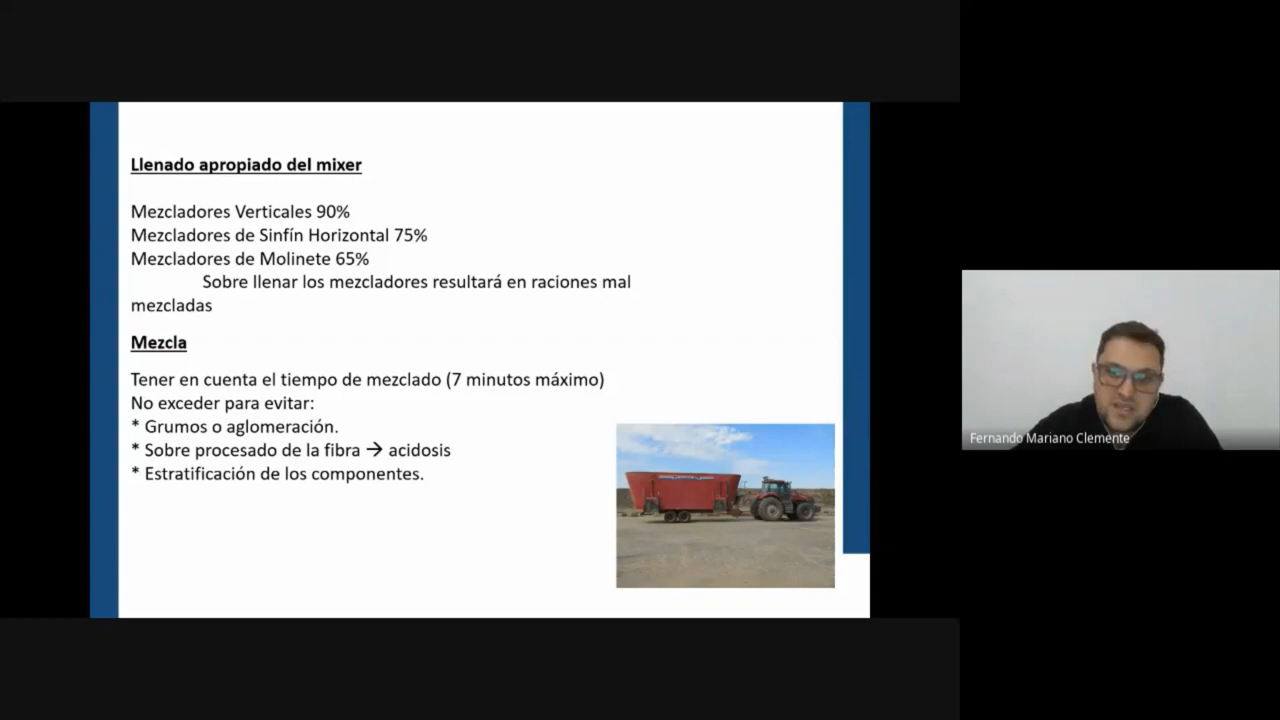 Llenado apropiado del mixer
Mezcladores Verticales 90%
Mezcladores de Sinfín Horizontal 75%
Mezcladores de Molinete 65%
Sobre llenar los mezcladores resultará en raciones mal
mezcladas
Mezcla
Tener en cuenta el tiempo de mezclado (7 minutos máximo)
No exceder para evitar:
* Grumos o aglomeración.
* Sobre procesado de la fibra → acidosis
* Estratificación de los componentes.
Fernando Mariano Clemente